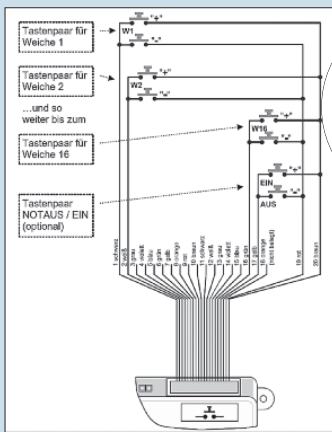 Tastenpaar für
Weiche 1
Tastenpaar für
Weiche 2
...und so
weiter bis zum
Tastenpaar für
Weiche 16
Tastenpaar
NOTAUS / EIN
(optional)
"+"
W1
"-"
"+"
W2
"-"
"+"
W16
"-"
"+"
EIN
"-"
AUS
1 schwarz
2 weiß
3 grau
4 violett
5 blau
6 grün
7 gelb
8 orange
9 rot
10 braun
11 schwarz
12 weiß
13 grau
14 violett
15 blau
16 grün
17 gelb
18 orange
(nicht belegt)
19 rot
20 braun